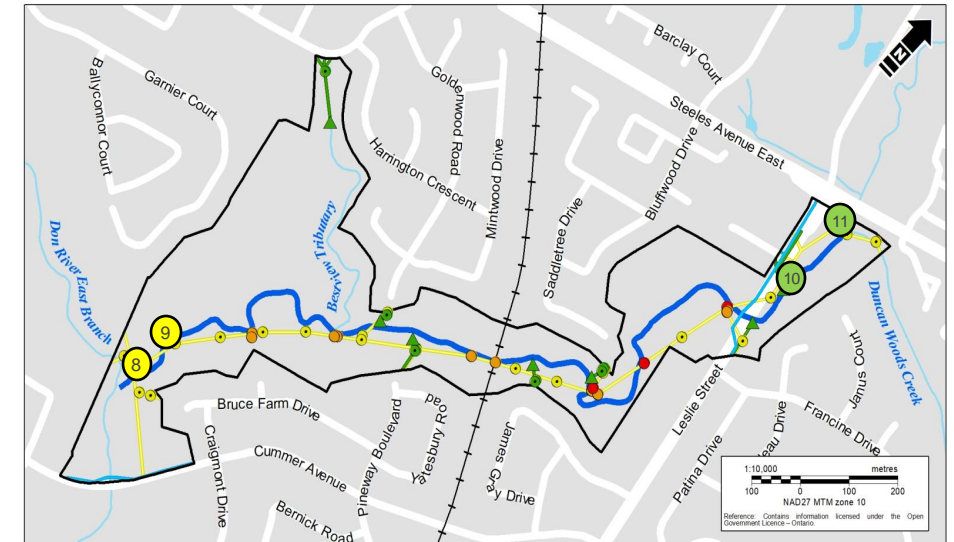 Barclay Court
N
Ballyconnor Court
Garnier Court
Goldenwood Road
Steeles Avenue East
Harrington Crescent
Mintwood Drive
Bluffwood Drive
Saddletree Drive
Don River East Branch
Bestview Tributary
11
10
Duncan Woods Creek
9
8
Janus Court
Leslie Street
Bruce Farm Drive
Craigmont Drive
Cummer Avenue
Pineway Boulevard
Yatesbury Road
James Gray Drive
Francine Drive
eau Drive
Patina Drive
Bernick Road
1:10,000 metres
100 0 100 200
NAD27 MTM zone 10
Reference: Contains information licensed under the Open
Government Licence – Ontario.